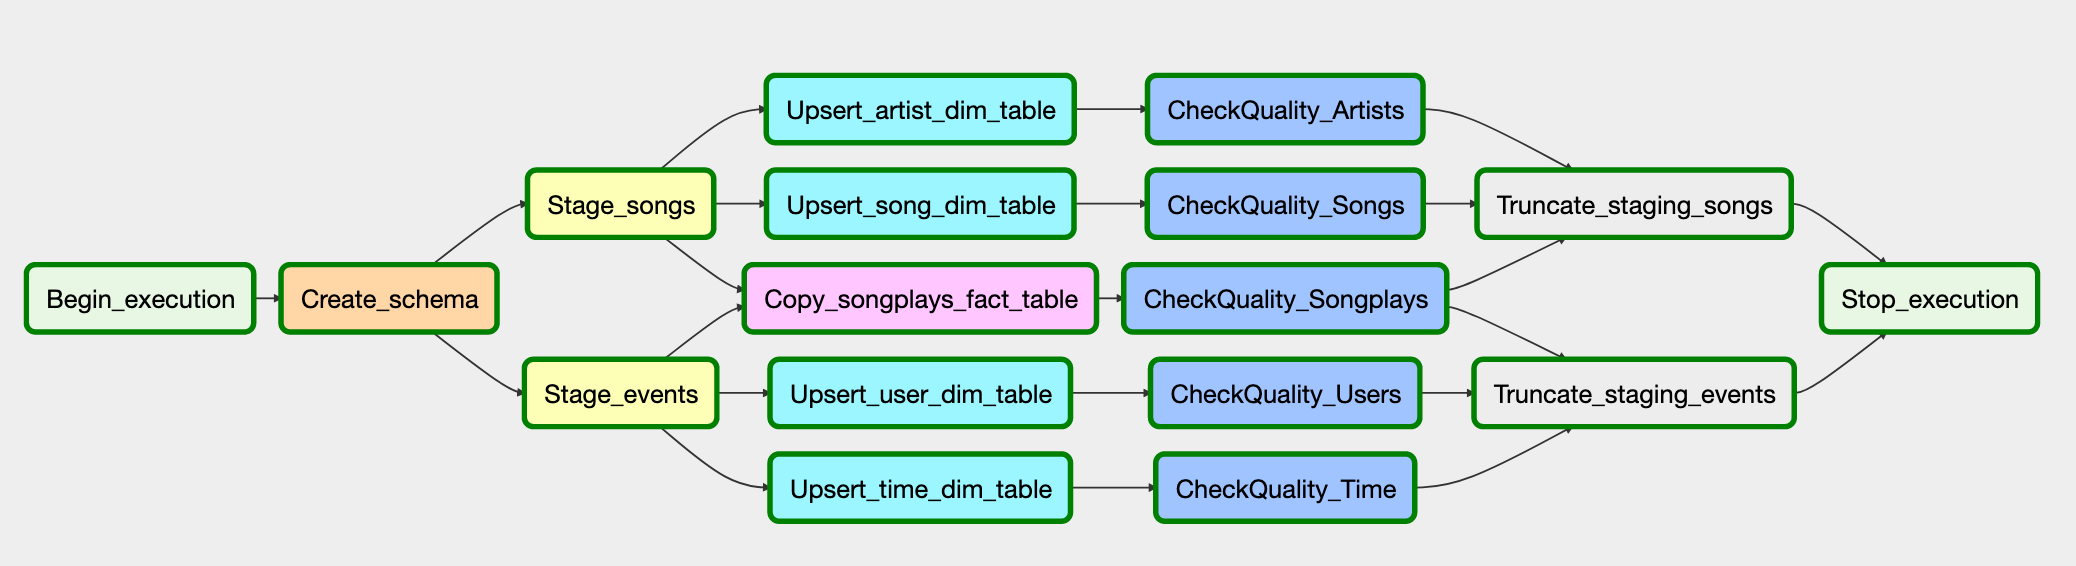 Begin_execution
Create_schema
Stage_songs
Stage_events
Upsert_artist_dim_table
Upsert_song_dim_table
Copy_songplays_fact_table
Upsert_user_dim_table
Upsert_time_dim_table
CheckQuality_Artists
CheckQuality_Songs
CheckQuality_Songplays
CheckQuality_Users
CheckQuality_Time
Truncate_staging_songs
Truncate_staging_events
Stop_execution